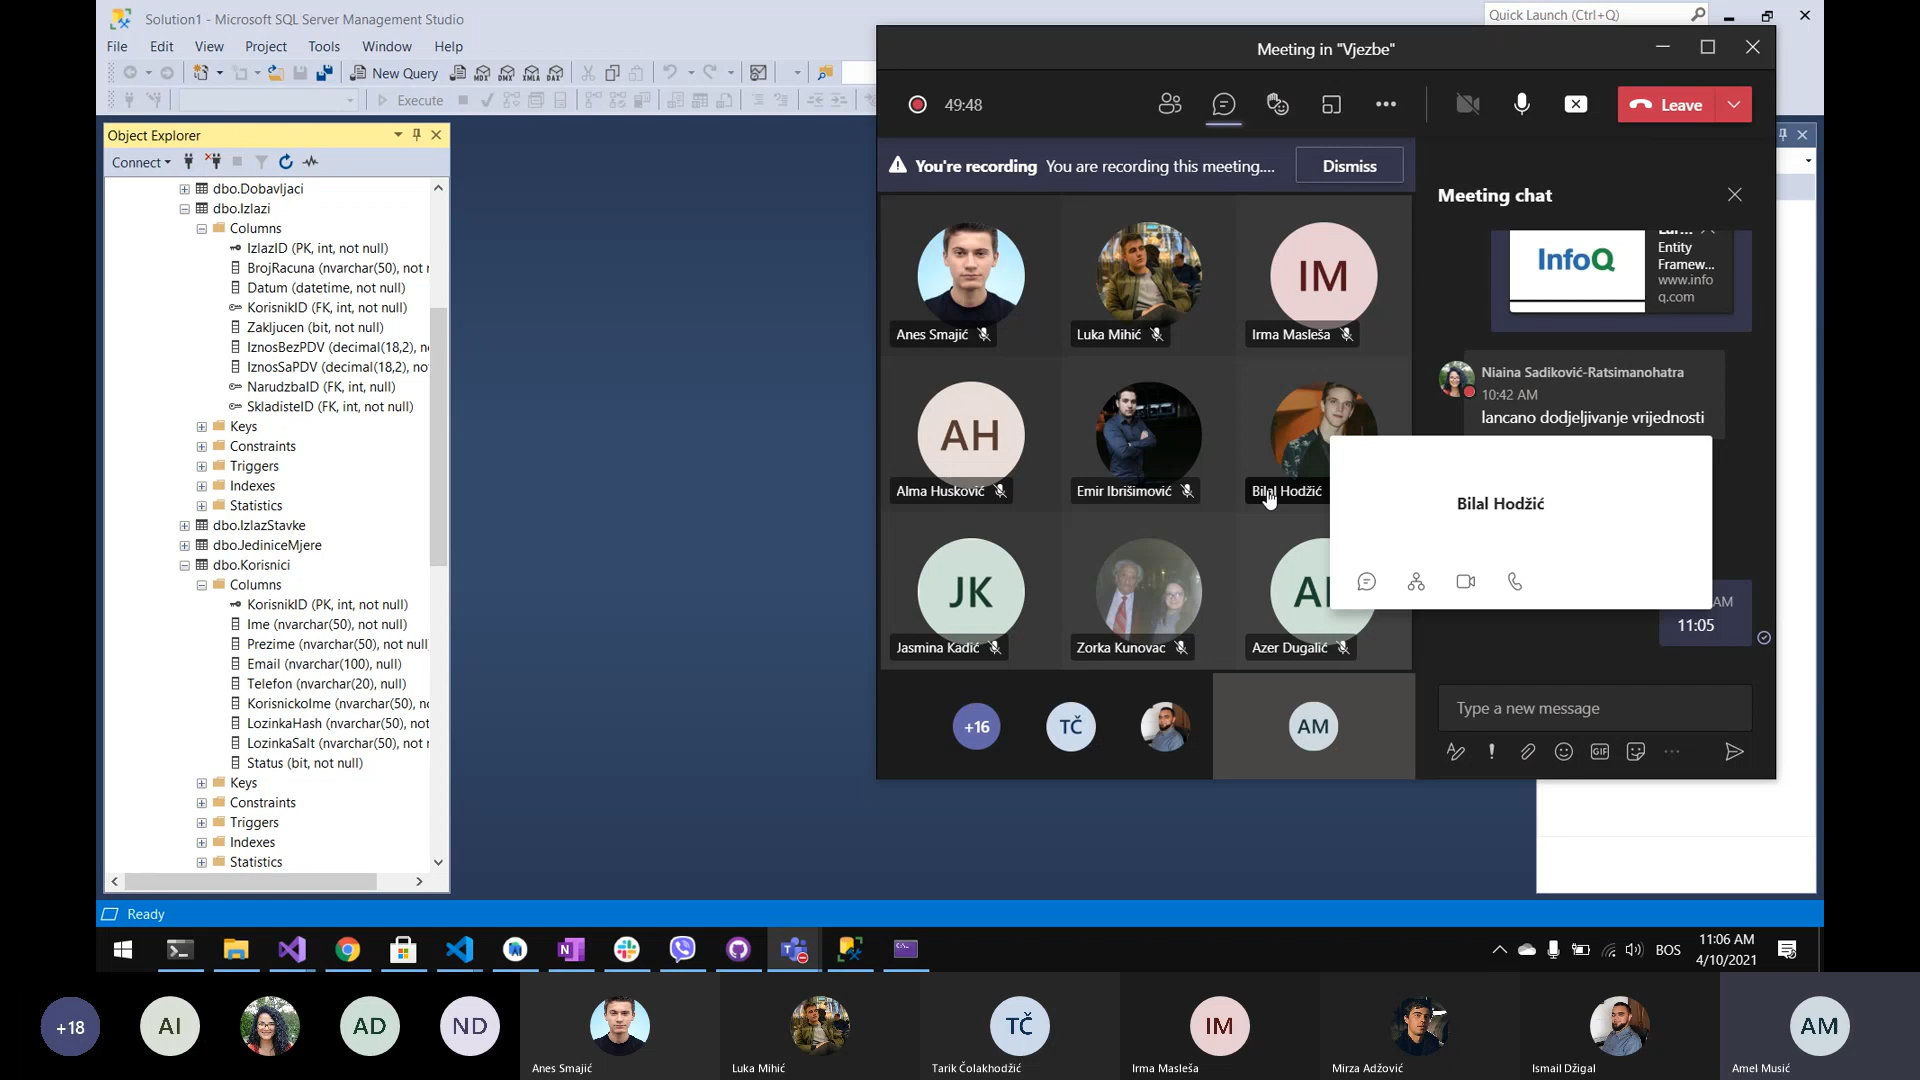 Solution1 - Microsoft SQL Server Management Studio
Quick Launch (Ctrl+Q)
File Edit View Project Tools Window Help
New Query
MDX DMX XMLA DAX
Execute
Object Explorer
Connect
dbo.Dobavljaci
dbo.Izlazi
Columns
IzlazID (PK, int, not null)
BrojRacuna (nvarchar(50), not r
Datum (datetime, not null)
KorisnikID (FK, int, not null)
Zakljucen (bit, not null)
IznosBezPDV (decimal(18,2), n
IznosSaPDV (decimal(18,2), no
NarudzbaID (FK, int, null)
SkladisteID (FK, int, not null)
Keys
Constraints
Triggers
Indexes
Statistics
dbo.IzlazStavke
dbo.JediniceMjere
dbo.Korisnici
Columns
KorisnikID (PK, int, not null)
Ime (nvarchar(50), not null)
Prezime (nvarchar(50), not null
Email (nvarchar(100), null)
Telefon (nvarchar(20), null)
KorisnickoIme (nvarchar(50), n
LozinkaHash (nvarchar(50), not
LozinkaSalt (nvarchar(50), not r
Status (bit, not null)
Keys
Constraints
Triggers
Indexes
Statistics
Ready
Meeting in "Vjezbe"
49:48
Leave
You're recording You are recording this meeting....
Dismiss
Anes Smajić
Luka Mihić
IM
Irma Masleša
AH
Alma Husković
Emir Ibrišimović
Bilal Hodžić
JK
Jasmina Kadić
Zorka Kunovac
Azer Dugalić
+16
TČ
AM
Meeting chat
InfoQ
Entity
Framew...
www.info
q.com
Niaina Sadiković-Ratsimanohatra
10:42 AM
lancano dodjeljivanje vrijednosti
Bilal Hodžić
AM
11:05
Type a new message
GIF
BOS
11:06 AM
4/10/2021
+18
AI
AD
ND
Anes Smajić
Luka Mihić
TČ
Tarik Čolakhodžić
IM
Irma Masleša
Mirza Adžović
Ismail Džigal
AM
Amel Musić